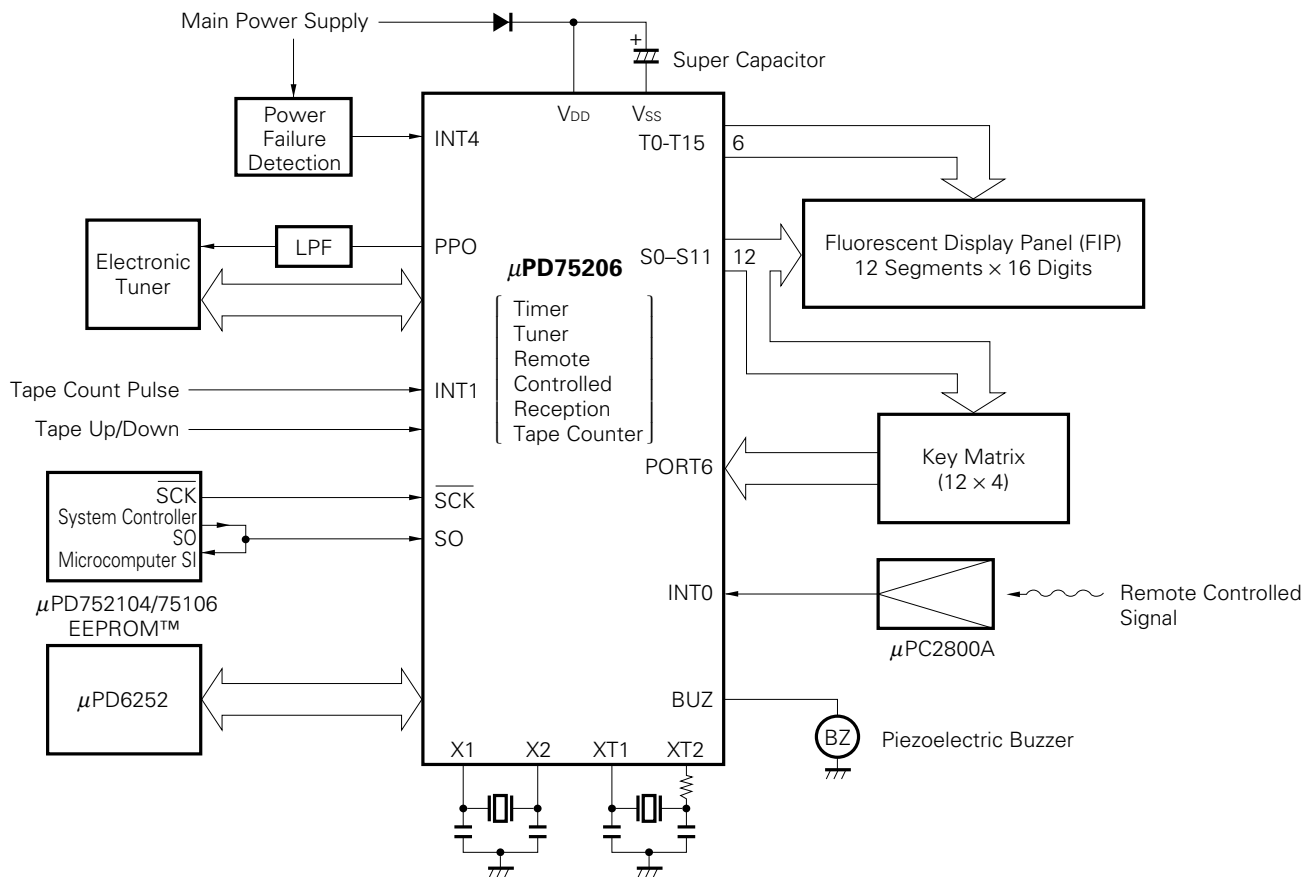 Main Power Supply
+
Super Capacitor
Power
Failure
Detection
INT4
VDD
VSS
T0-T15
6
Electronic
Tuner
LPF
PPO
μPD75206
Timer
Tuner
Remote
Controlled
Reception
Tape Counter
S0–S11
12
Fluorescent Display Panel (FIP)
12 Segments × 16 Digits
Tape Count Pulse
INT1
Tape Up/Down
PORT6
Key Matrix
(12 × 4)
SCK
System Controller
SO
Microcomputer SI
SCK
SO
μPD752104/75106
EEPROM™
μPD6252
INT0
μPC2800A
Remote Controlled
Signal
BUZ
BZ
Piezoelectric Buzzer
X1
X2
XT1
XT2